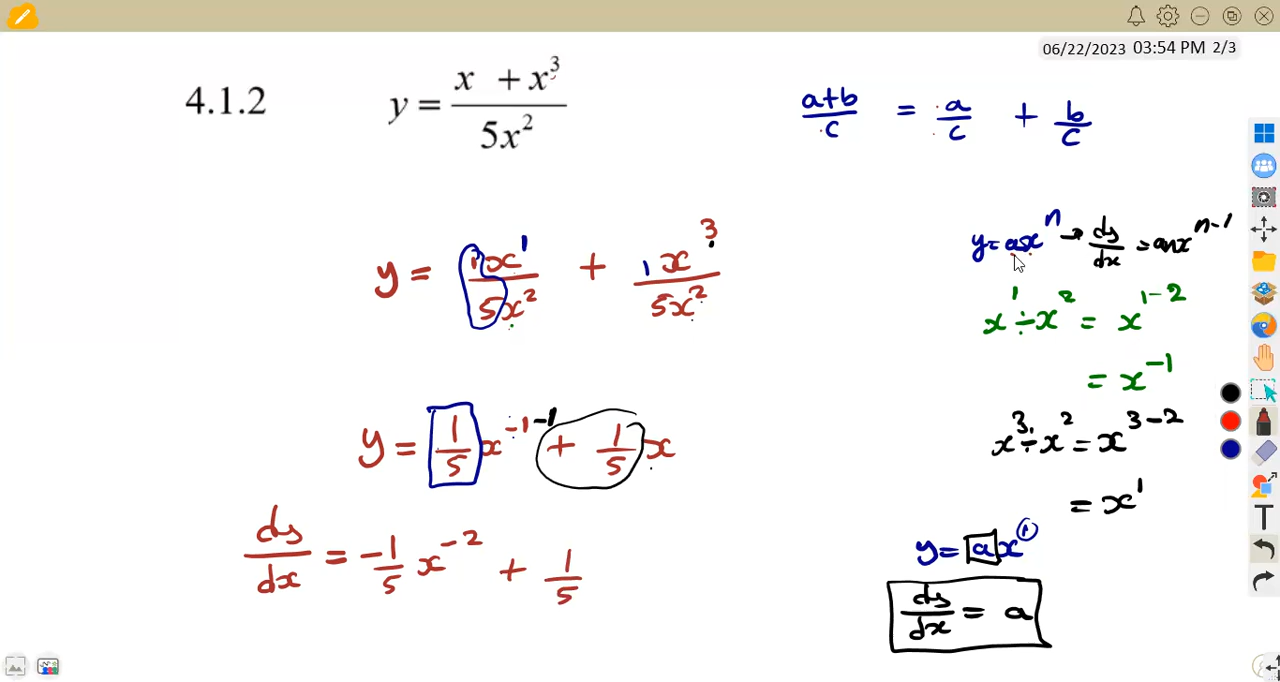 06/22/2023 03:54 PM 2/3
4.1.2 y = (x + x³)/(5x²)
(a+b)/c = a/c + b/c
y = 1x¹/5x² + 1x³/5x²
y = axⁿ → dy/dx = anxⁿ⁻¹
x¹ ÷ x² = x¹⁻²
= x⁻¹
y = 1/5 x⁻¹⁻¹ + 1/5 x
x³ ÷ x² = x³⁻²
= x¹
dy/dx = -1/5 x⁻² + 1/5
y = ax¹
dy/dx = a
T